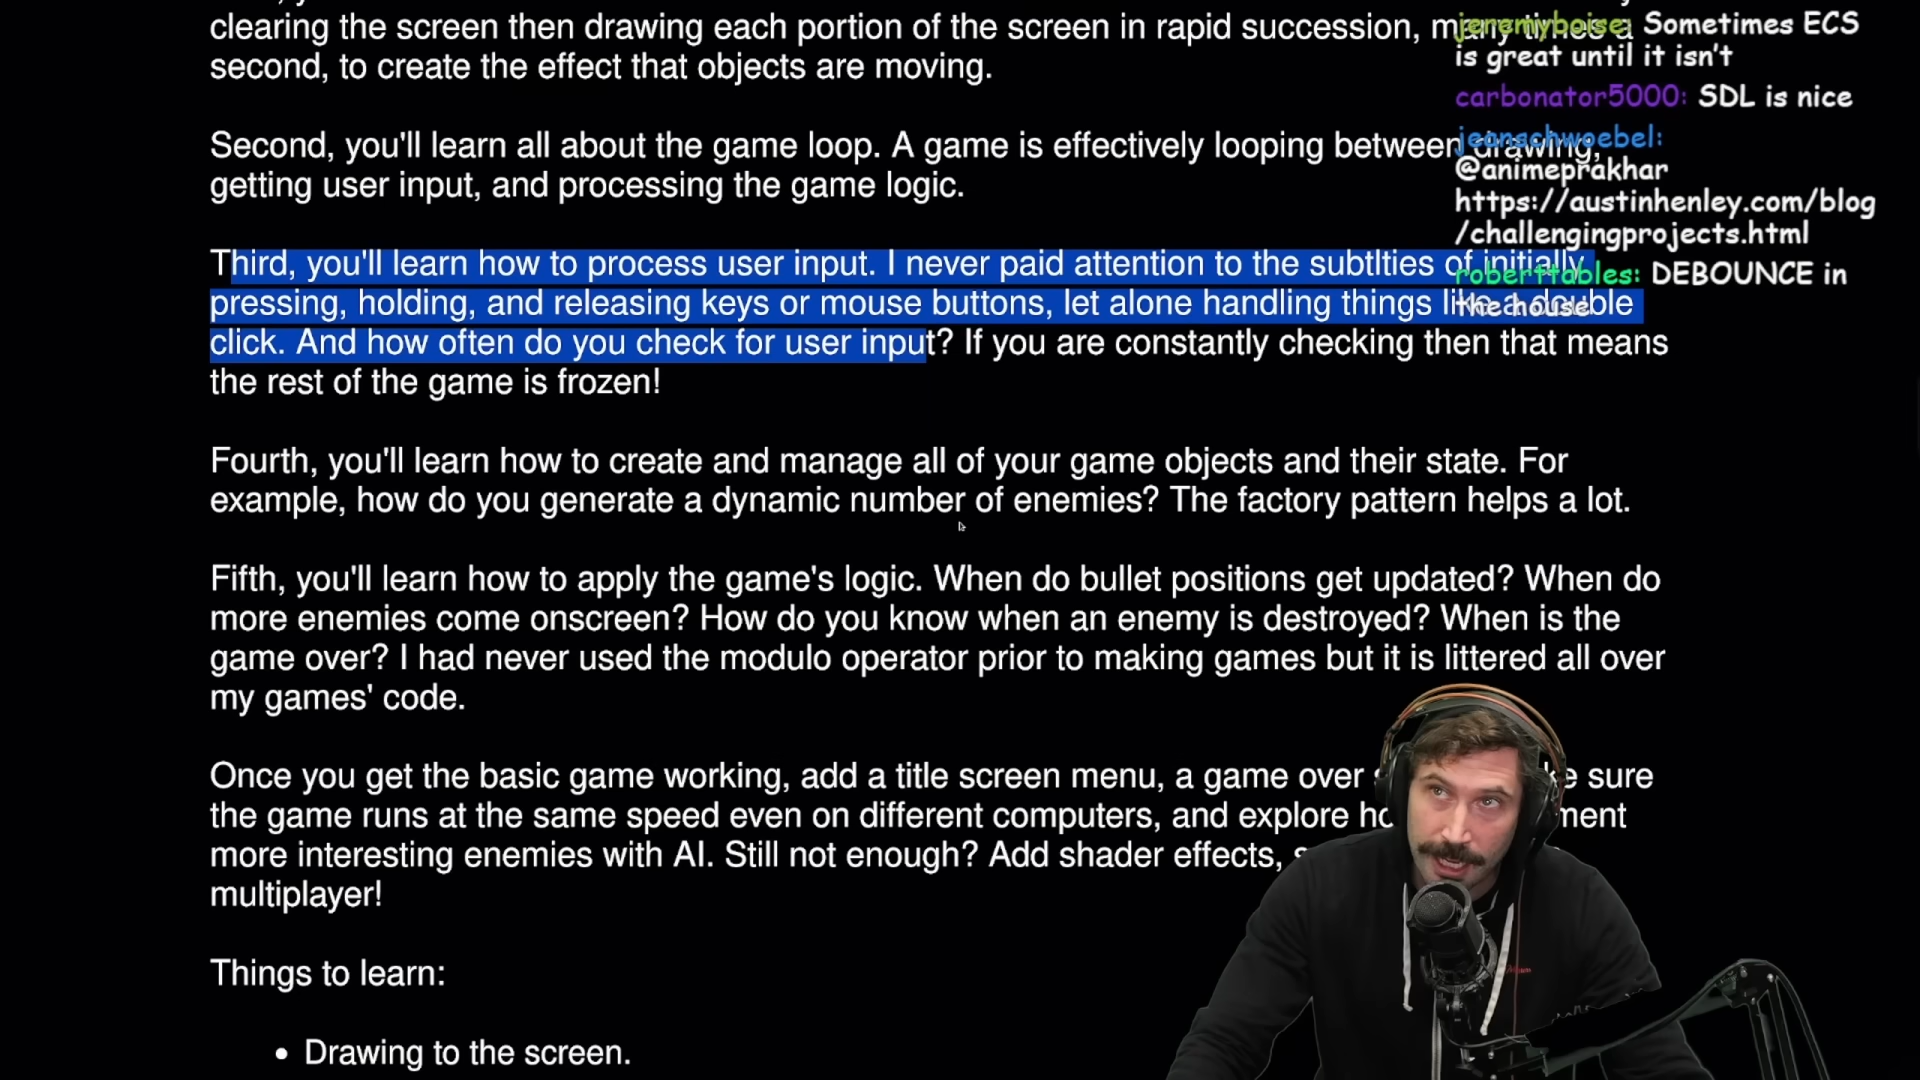 clearing the screen then drawing each portion of the screen in rapid succession, many times a
second, to create the effect that objects are moving.
Second, you'll learn all about the game loop. A game is effectively looping between drawing,
getting user input, and processing the game logic.
Third, you'll learn how to process user input. I never paid attention to the subtlties of initially
pressing, holding, and releasing keys or mouse buttons, let alone handling things like a double
click. And how often do you check for user input? If you are constantly checking then that means
the rest of the game is frozen!
Fourth, you'll learn how to create and manage all of your game objects and their state. For
example, how do you generate a dynamic number of enemies? The factory pattern helps a lot.
Fifth, you'll learn how to apply the game's logic. When do bullet positions get updated? When do
more enemies come onscreen? How do you know when an enemy is destroyed? When is the
game over? I had never used the modulo operator prior to making games but it is littered all over
my games' code.
Once you get the basic game working, add a title screen menu, a game over sure
the game runs at the same speed even on different computers, and explore
more interesting enemies with AI. Still not enough? Add shader effects,
multiplayer!
Things to learn:
• Drawing to the screen.
jeremyboise: Sometimes ECS
is great until it isn't
carbonator5000: SDL is nice
jeanschwoebel:
@animeprakhar
https://austinhenley.com/blog
/challengingprojects.html
roberttables: DEBOUNCE in
the house